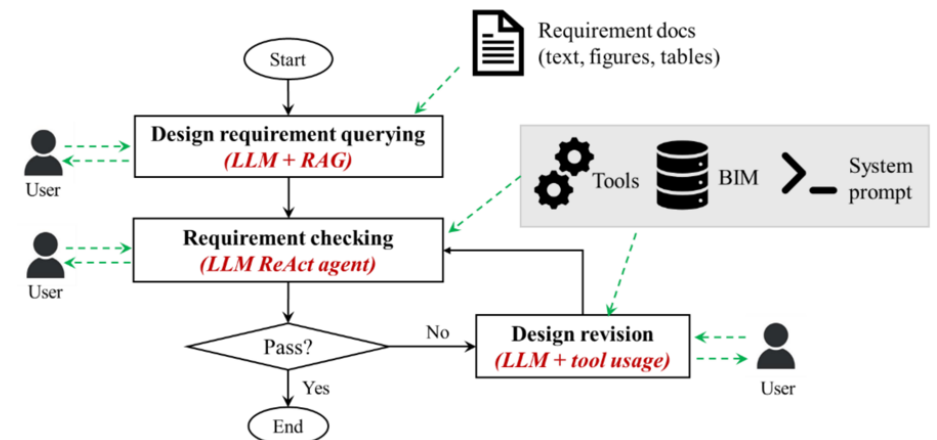 Requirement docs
(text, figures, tables)
Start
Design requirement querying
(LLM + RAG)
User
Tools
BIM
System
prompt
Requirement checking
(LLM ReAct agent)
User
Pass?
No
Design revision
(LLM + tool usage)
User
Yes
End